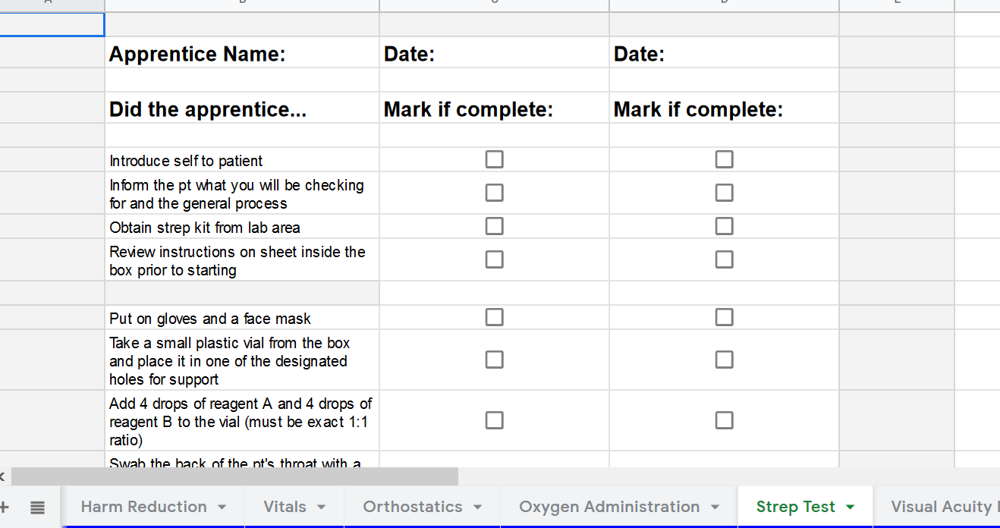 Apprentice Name: Date: Date:
Did the apprentice... Mark if complete: Mark if complete:
Introduce self to patient
Inform the pt what you will be checking
for and the general process
Obtain strep kit from lab area
Review instructions on sheet inside the
box prior to starting
Put on gloves and a face mask
Take a small plastic vial from the box
and place it in one of the designated
holes for support
Add 4 drops of reagent A and 4 drops of
reagent B to the vial (must be exact 1:1
ratio)
Swab the back of the pt's throat with a
Harm Reduction Vitals Orthostatics Oxygen Administration Strep Test Visual Acuity